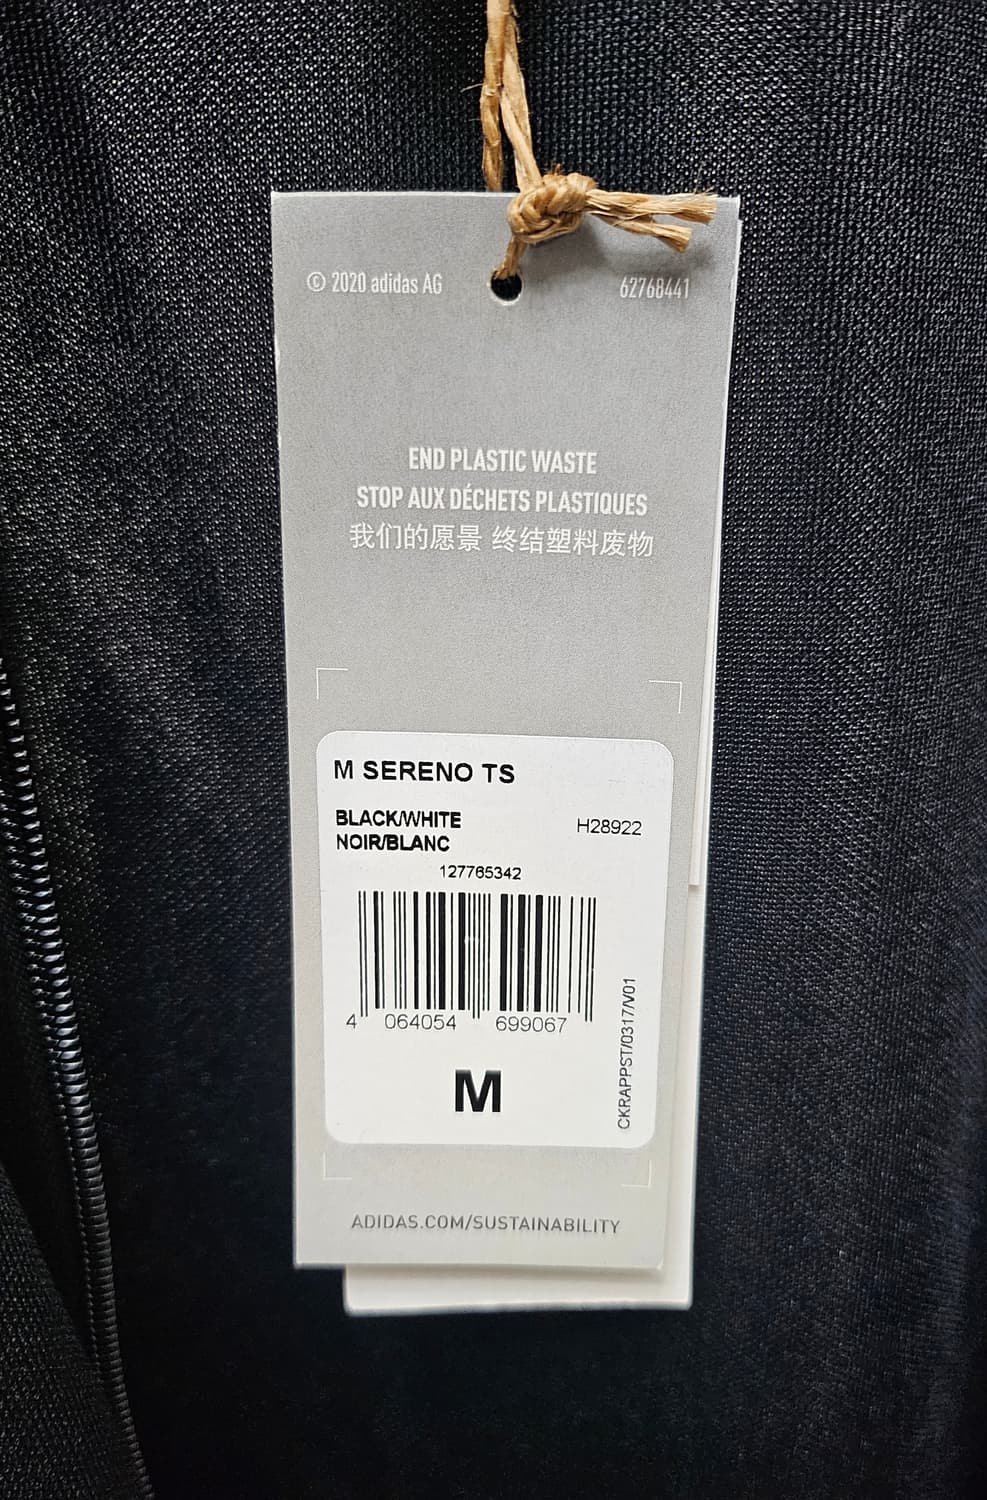 © 2020 adidas AG
62768441
END PLASTIC WASTE
STOP AUX DÉCHETS PLASTIQUES
我们的愿景 终结塑料废物
M SERENO TS
BLACK/WHITE
H28922
NOIR/BLANC
127765342
4 064054 699067
CKRAPPST/0317/V01
M
ADIDAS.COM/SUSTAINABILITY